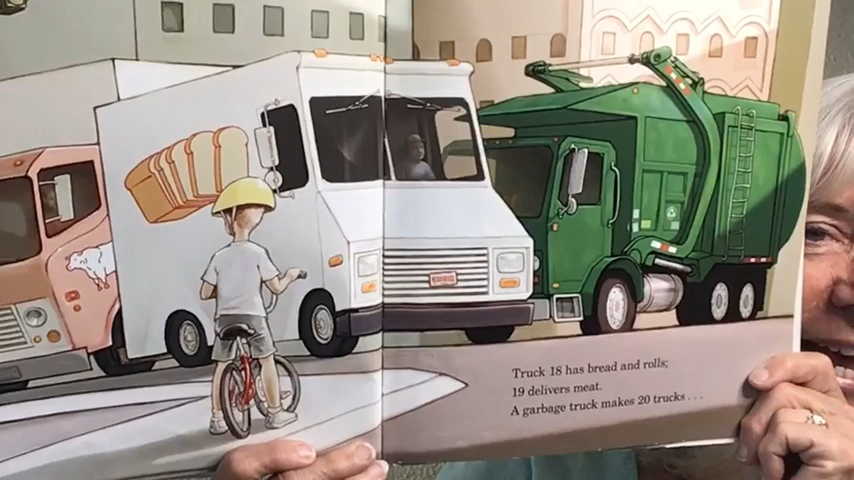 Truck 18 has bread and rolls;
19 delivers meat.
A garbage truck makes 20 trucks...